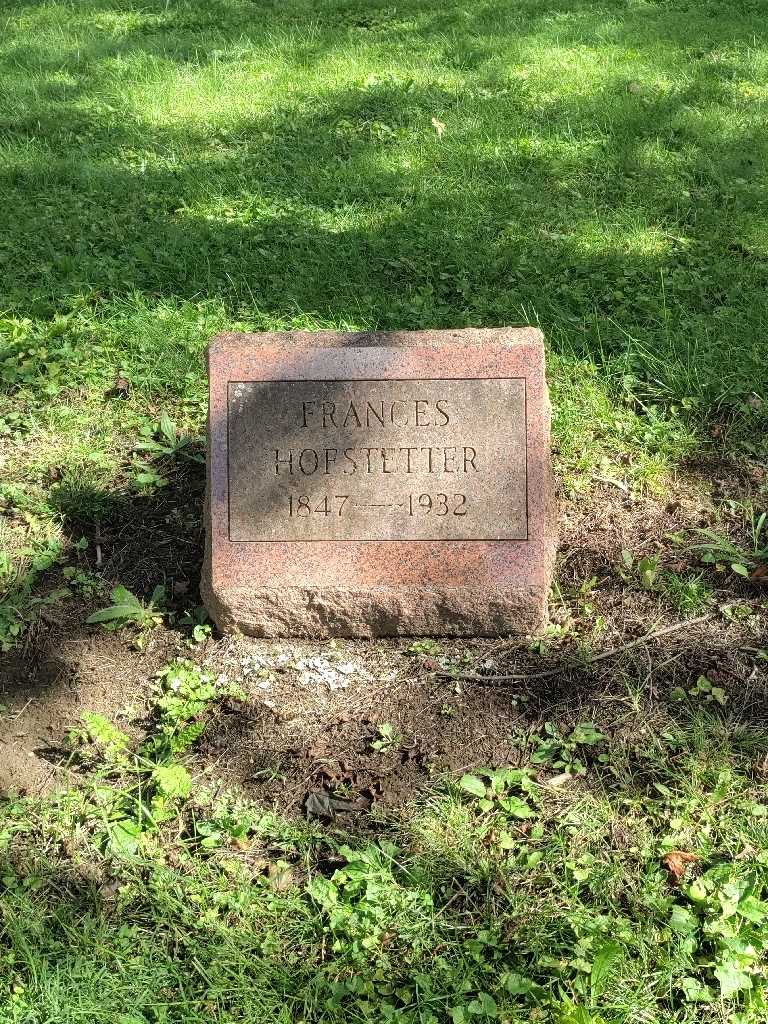 FRANCES
HOFSTETTER
1847 — 1932